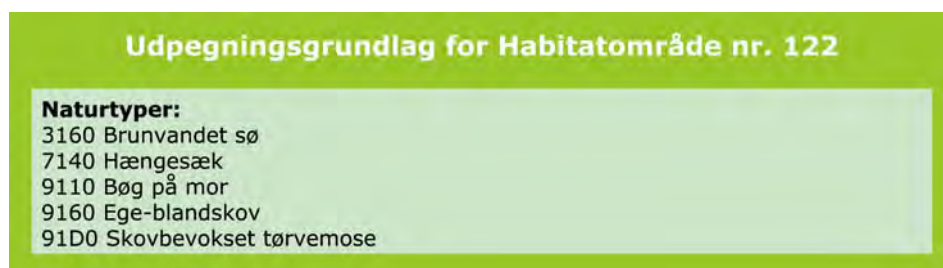 Udpegningsgrundlag for Habitatområde nr. 122
Naturtyper:
3160 Brunvandet sø
7140 Hængesæk
9110 Bøg på mor
9160 Ege-blandskov
91D0 Skovbevokset tørvemose